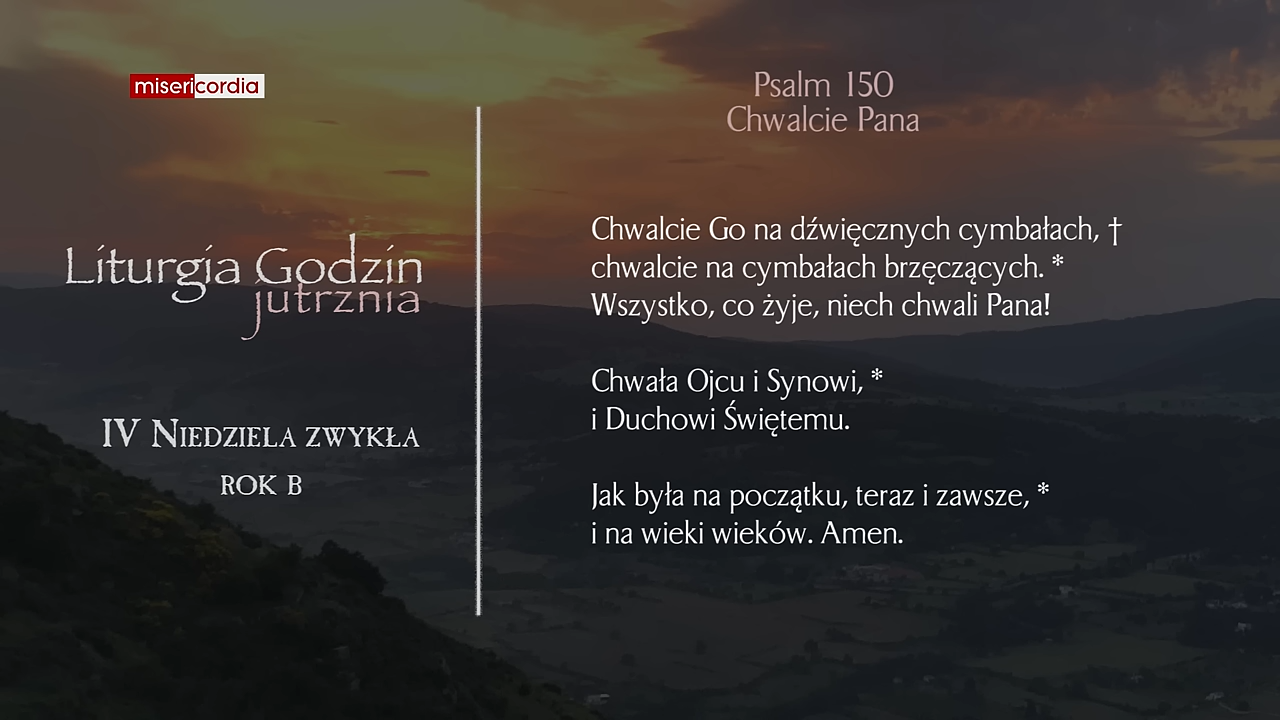 misericordia
Liturgia Godzin
jutrznia
IV Niedziela zwykła
rok B
Psalm 150
Chwalcie Pana
Chwalcie Go na dźwięcznych cymbałach, †
chwalcie na cymbałach brzęczących. *
Wszystko, co żyje, niech chwali Pana!
Chwała Ojcu i Synowi, *
i Duchowi Świętemu.
Jak była na początku, teraz i zawsze, *
i na wieki wieków. Amen.